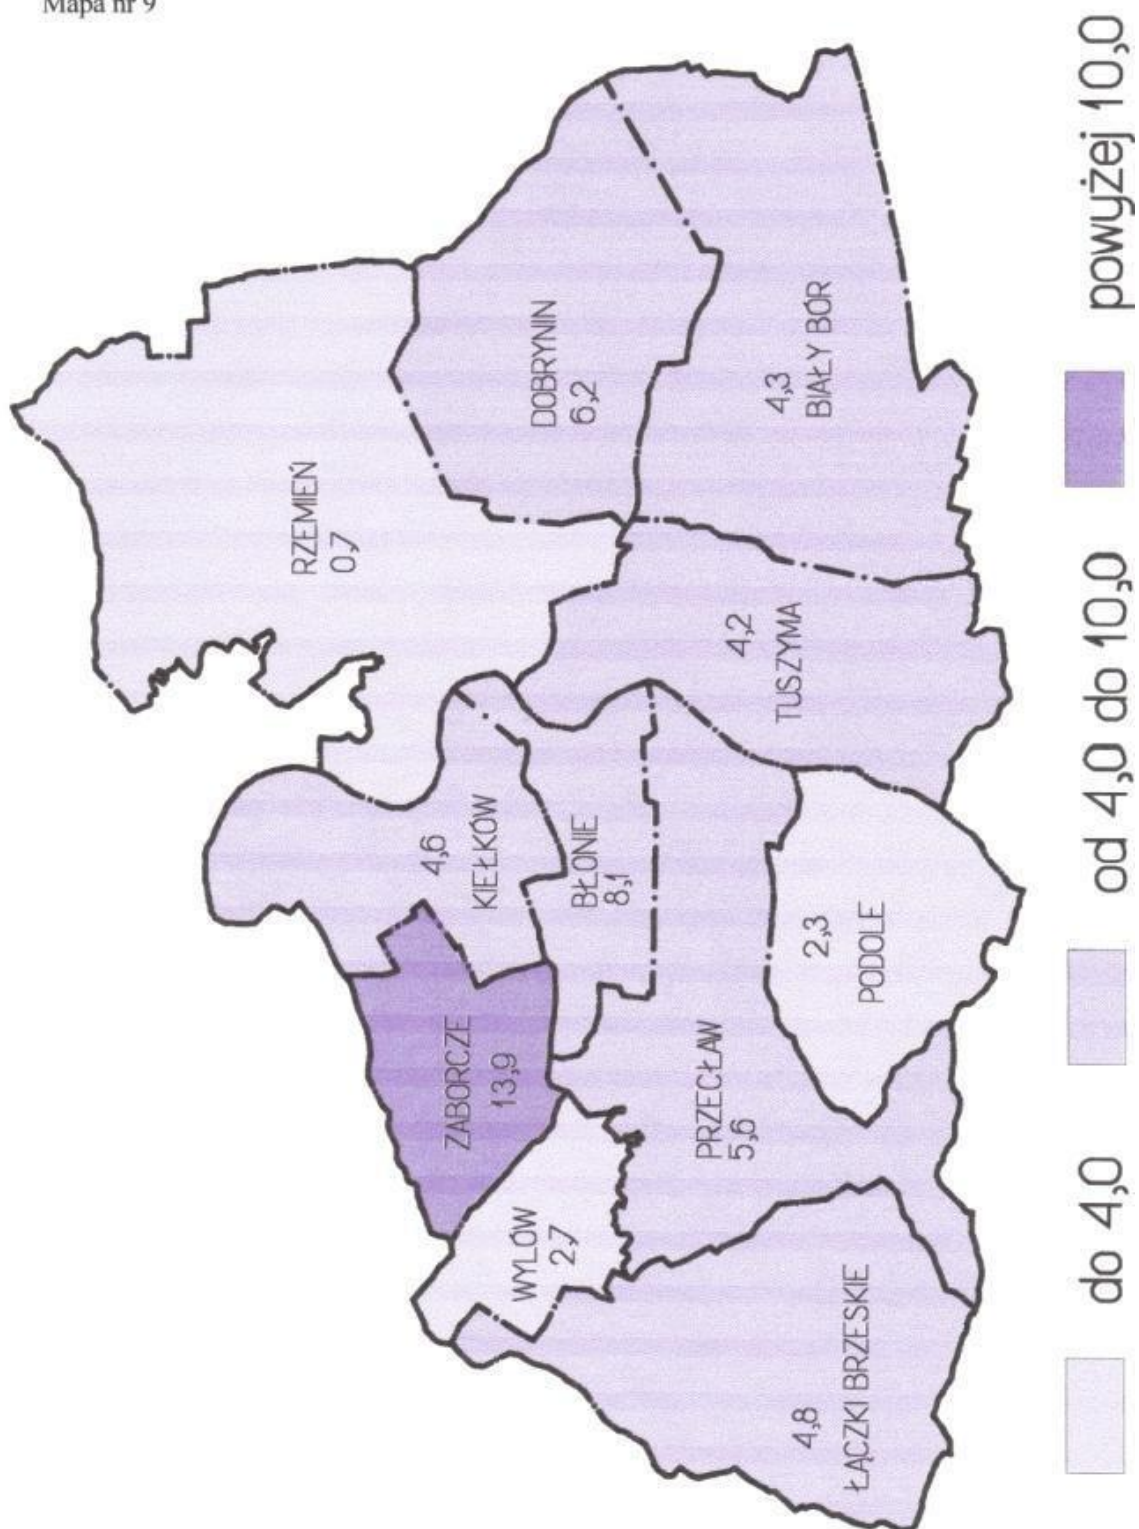 Mapa nr 9
RZEMIEŃ
0,7
DOBRYNIN
6,2
4,3
BIAŁY BÓR
4,2
TUSZYMA
4,6
KIEŁKÓW
BŁONIE
8,1
ZABORCZE
13,9
2,3
PODOLE
PRZECŁAW
5,6
WYLÓW
2,7
4,8
ŁĄCZKI BRZESKIE
do 4,0
od 4,0 do 10,0
powyżej 10,0